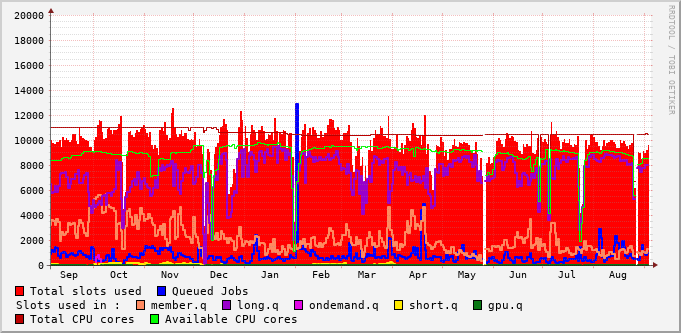 20000
18000
16000
14000
12000
10000
8000
6000
4000
2000
0
Sep Oct Nov Dec Jan Feb Mar Apr May Jun Jul Aug
Total slots used Queued Jobs
Slots used in : member.q long.q ondemand.q short.q gpu.q
Total CPU cores Available CPU cores
RRDTOOL / TOBI OETIKER